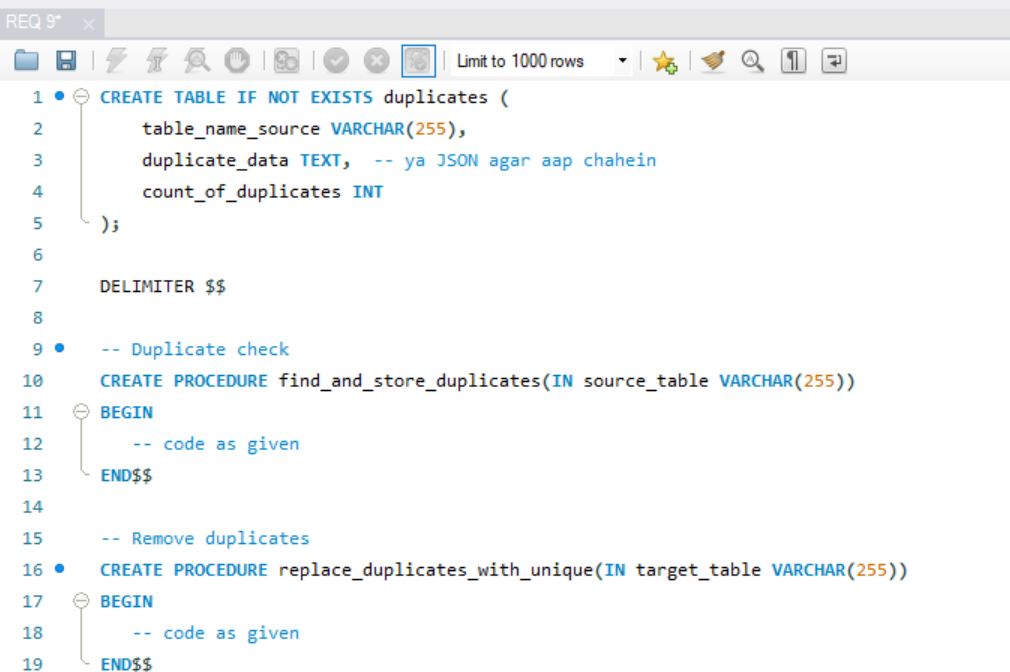 REQ 9*
Limit to 1000 rows
1 CREATE TABLE IF NOT EXISTS duplicates (
2 table_name_source VARCHAR(255),
3 duplicate_data TEXT,  -- ya JSON agar aap chahein
4 count_of_duplicates INT
5 );
6
7 DELIMITER $$
8
9 -- Duplicate check
10 CREATE PROCEDURE find_and_store_duplicates(IN source_table VARCHAR(255))
11 BEGIN
12 -- code as given
13 END$$
14
15 -- Remove duplicates
16 CREATE PROCEDURE replace_duplicates_with_unique(IN target_table VARCHAR(255))
17 BEGIN
18 -- code as given
19 END$$